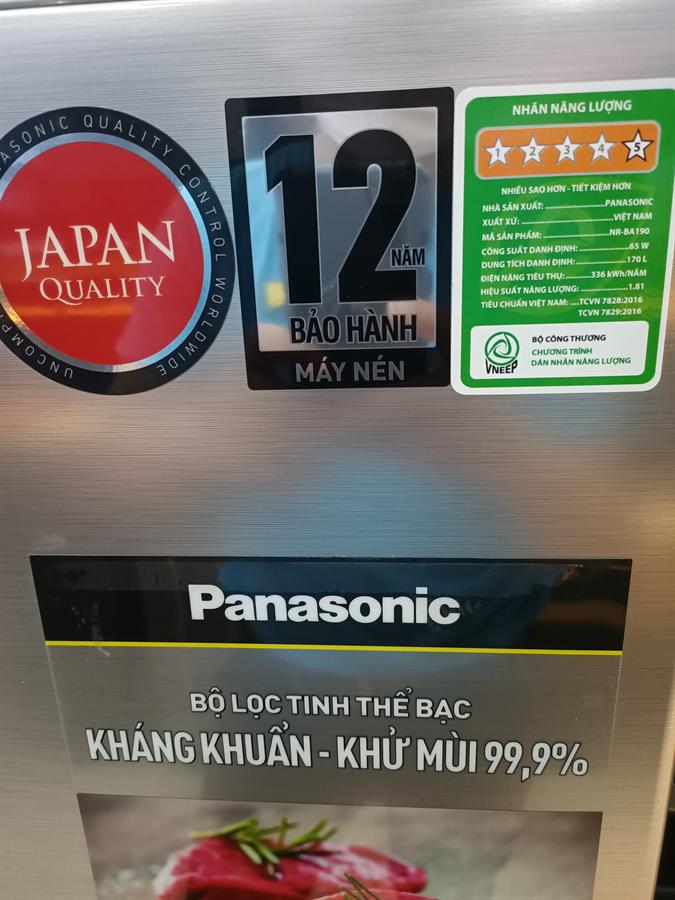 ASONIC QUALITY CONTROL WORLDWIDE
UNCOMP
JAPAN
QUALITY
12
NĂM
BẢO HÀNH
MÁY NÉN
NHÃN NĂNG LƯỢNG
1 2 3 4 5
NHIỀU SAO HƠN - TIẾT KIỆM HƠN
NHÀ SẢN XUẤT:....................PANASONIC
XUẤT XỨ:..............................VIỆT NAM
MÃ SẢN PHẨM:......................NR-BA190
CÔNG SUẤT DANH ĐỊNH:..............65 W
DUNG TÍCH DANH ĐỊNH:...............170 L
ĐIỆN NĂNG TIÊU THỤ:..........336 kWh/NĂM
HIỆU SUẤT NĂNG LƯỢNG:.................1.81
TIÊU CHUẨN VIỆT NAM: ....TCVN 7828:2016
TCVN 7829:2016
VNEEP
BỘ CÔNG THƯƠNG
CHƯƠNG TRÌNH
DÁN NHÃN NĂNG LƯỢNG
Panasonic
BỘ LỌC TINH THỂ BẠC
KHÁNG KHUẨN - KHỬ MÙI 99,9%